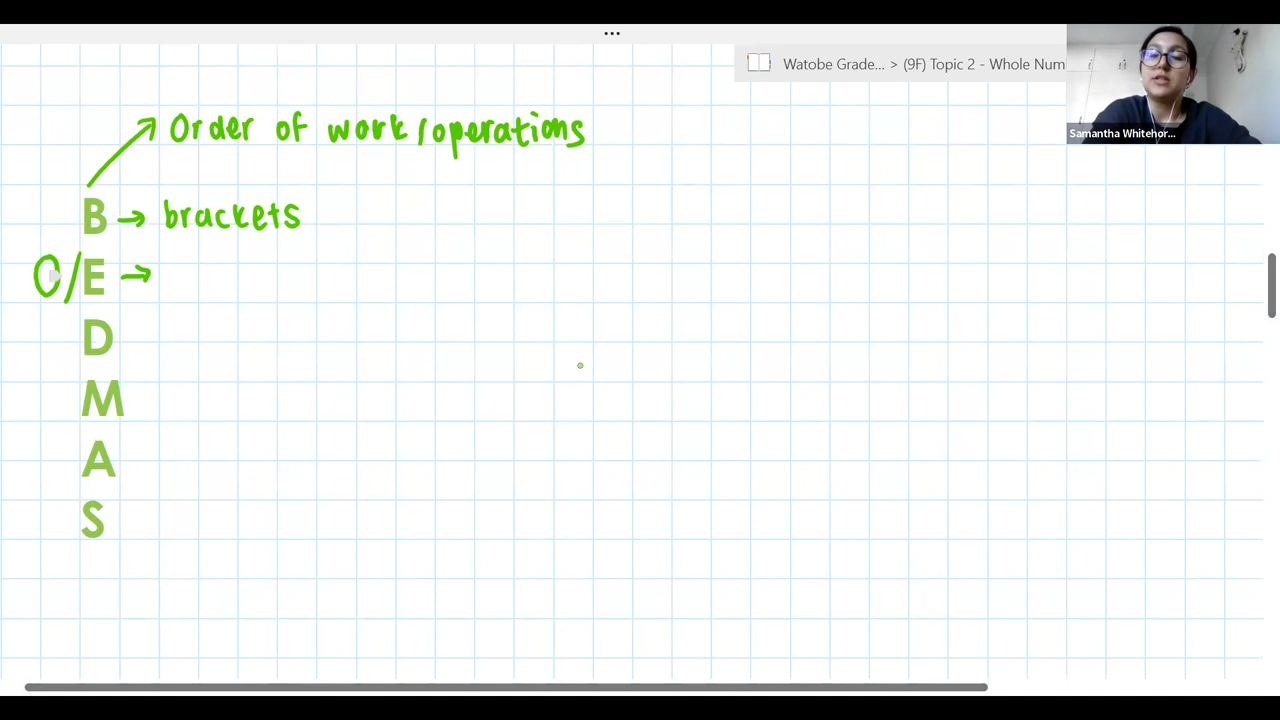 ...
Watobe Grade... > (9F) Topic 2 - Whole Num
Samantha Whitehor...
Order of work/operations
B → brackets
O/E →
D
M
A
S